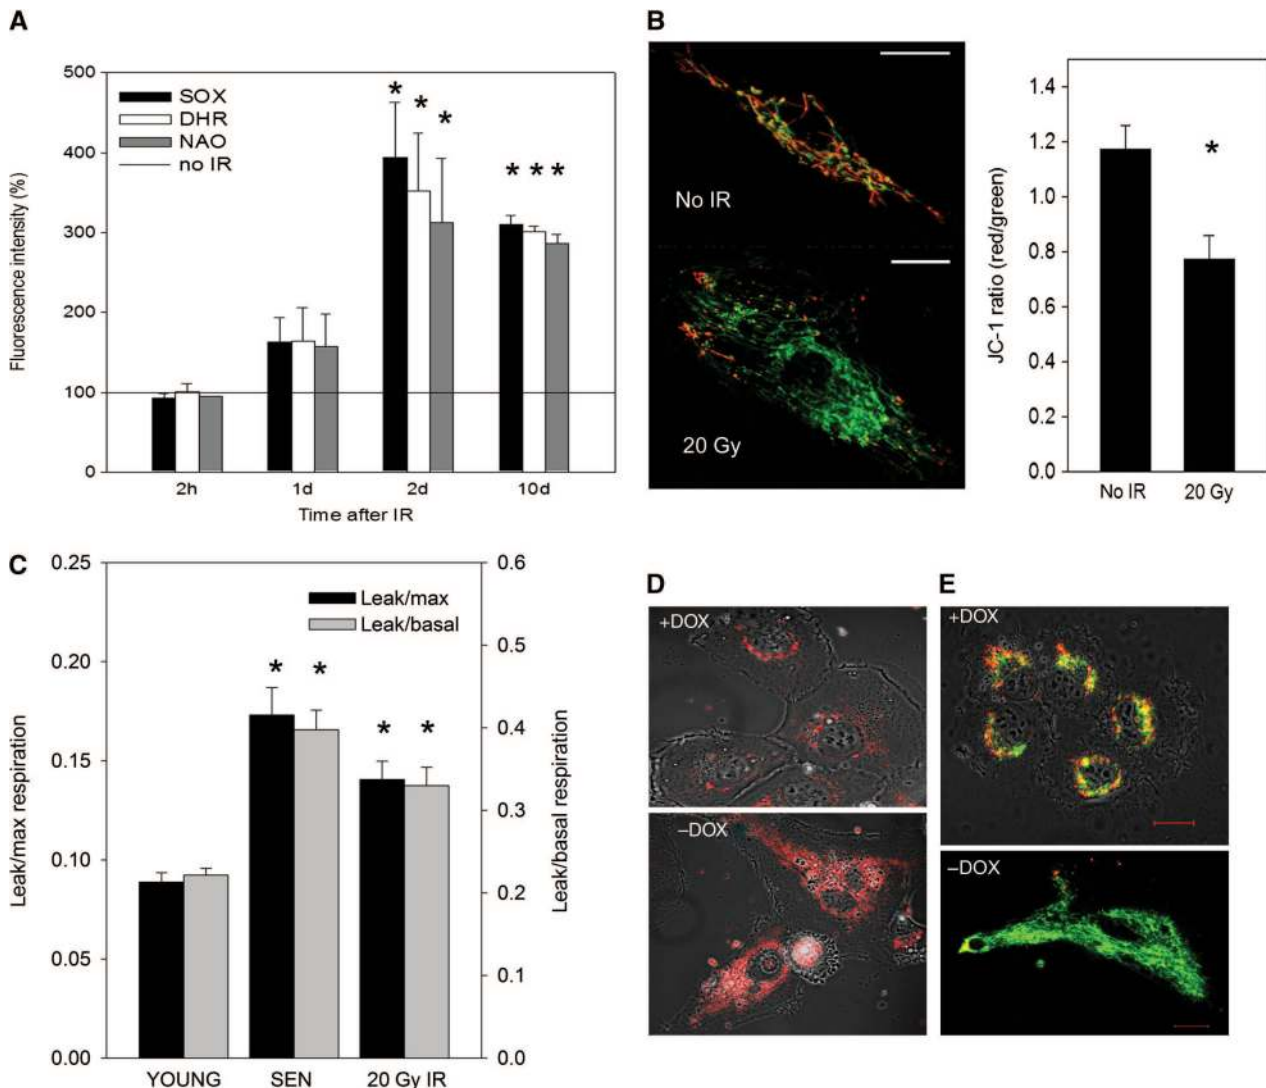 A
500
400
300
200
100
0
Fluorescence intensity (%)
SOX
DHR
NAO
no IR
*
*
*
* * *
2h 1d 2d 10d
Time after IR
B
No IR
20 Gy
1.4
1.2
1.0
0.8
0.6
0.4
0.2
0.0
JC-1 ratio (red/green)
*
No IR 20 Gy
C
0.25
0.20
0.15
0.10
0.05
0.00
Leak/max respiration
Leak/max
Leak/basal
* *
* *
0.6
0.5
0.4
0.3
0.2
0.1
0.0
Leak/basal respiration
YOUNG SEN 20 Gy IR
D
+DOX
–DOX
E
+DOX
–DOX